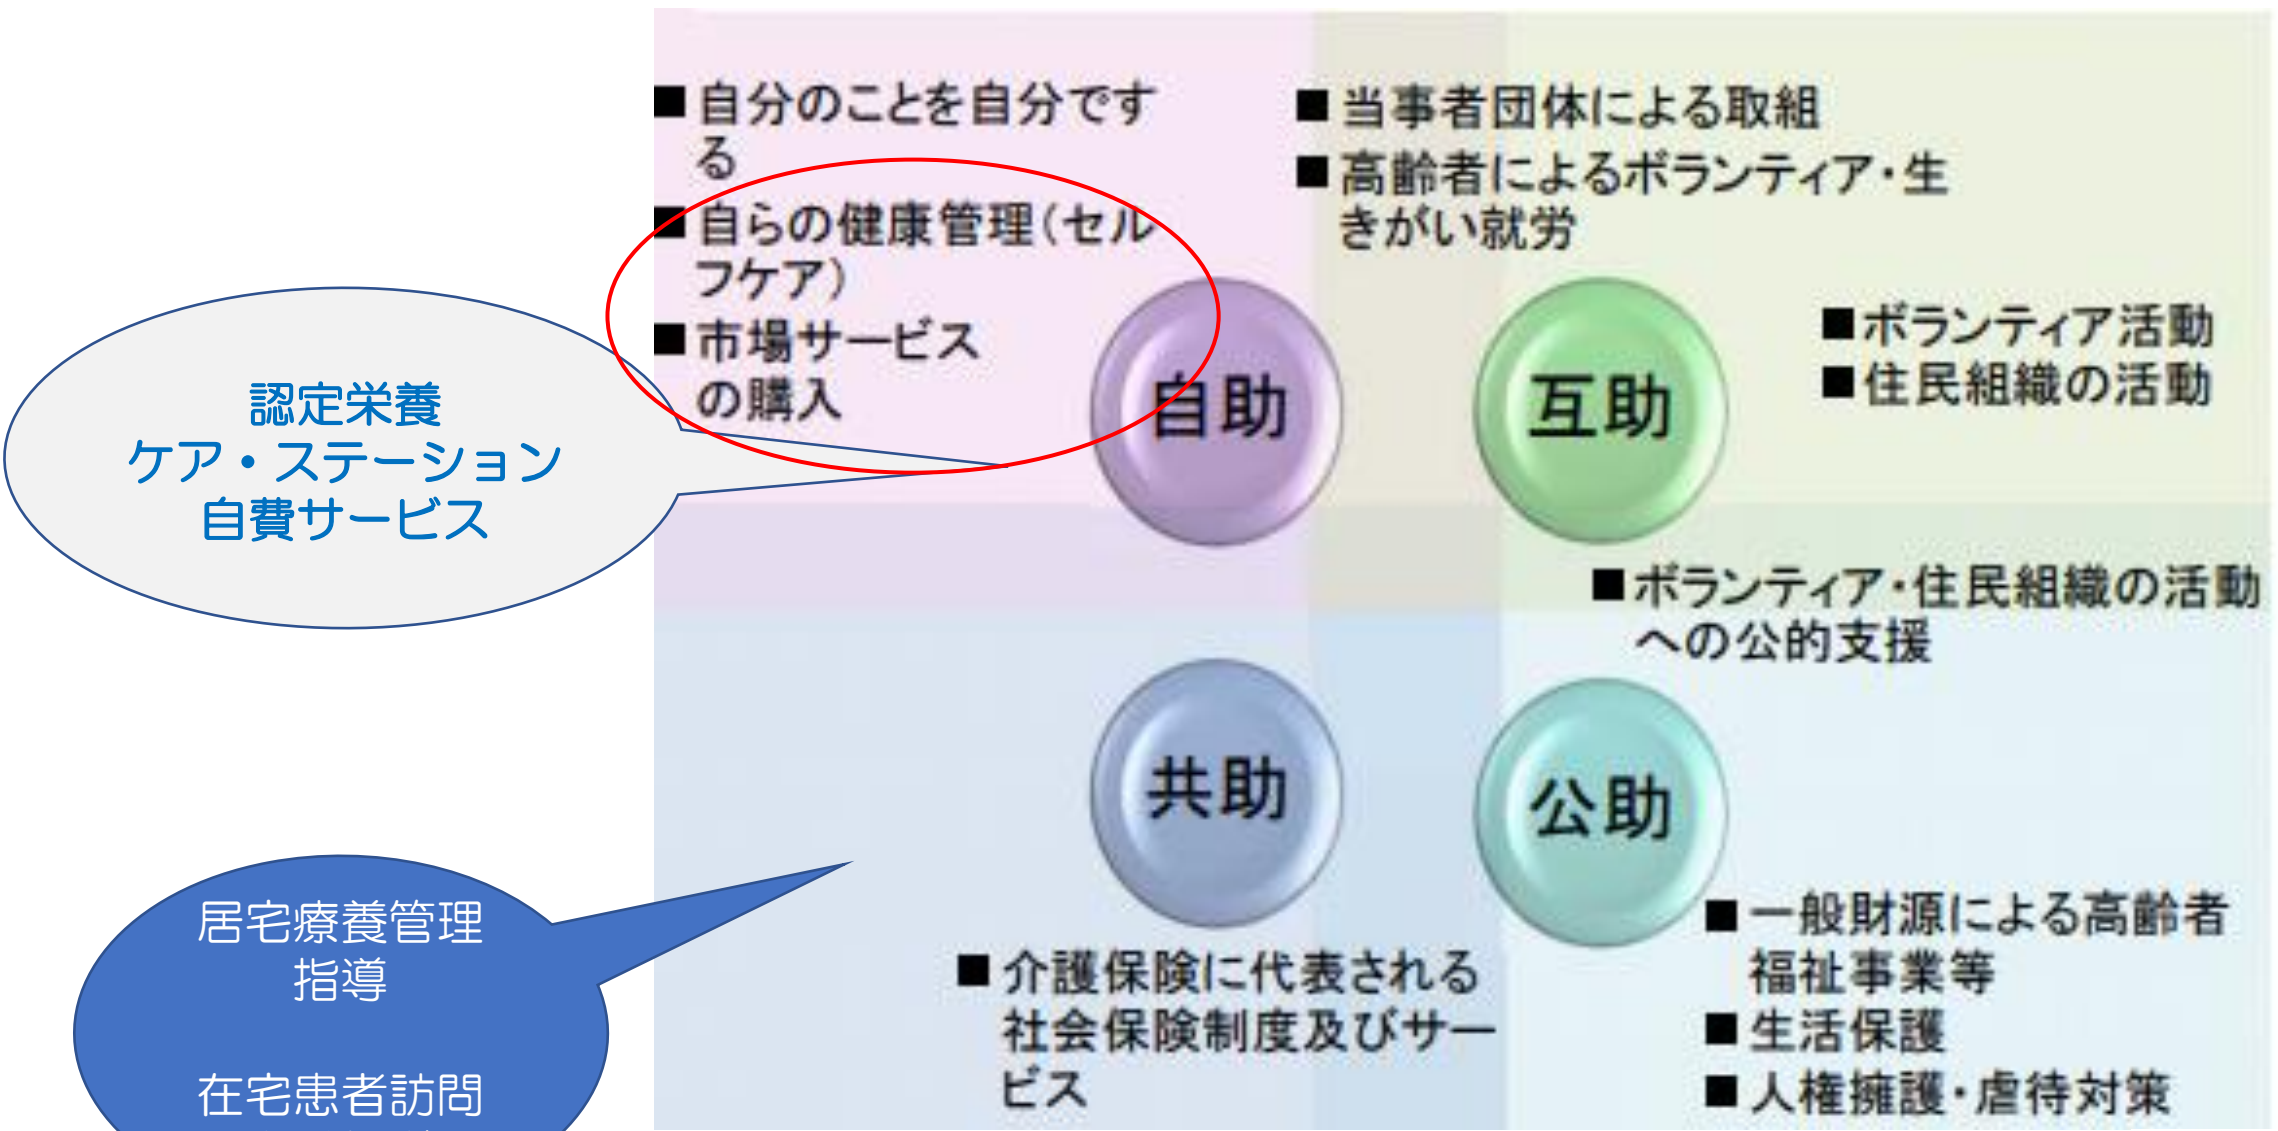 ■自分のことを自分です
る
■自らの健康管理(セル
フケア)
■市場サービス
の購入
自助
■当事者団体による取組
■高齢者によるボランティア・生
きがい就労
互助
■ボランティア活動
■住民組織の活動
認定栄養
ケア・ステーション
自費サービス
■ボランティア・住民組織の活動
への公的支援
共助
公助
居宅療養管理
指導
在宅患者訪問
■介護保険に代表される
社会保険制度及びサー
ビス
■一般財源による高齢者
福祉事業等
■生活保護
■人権擁護・虐待対策